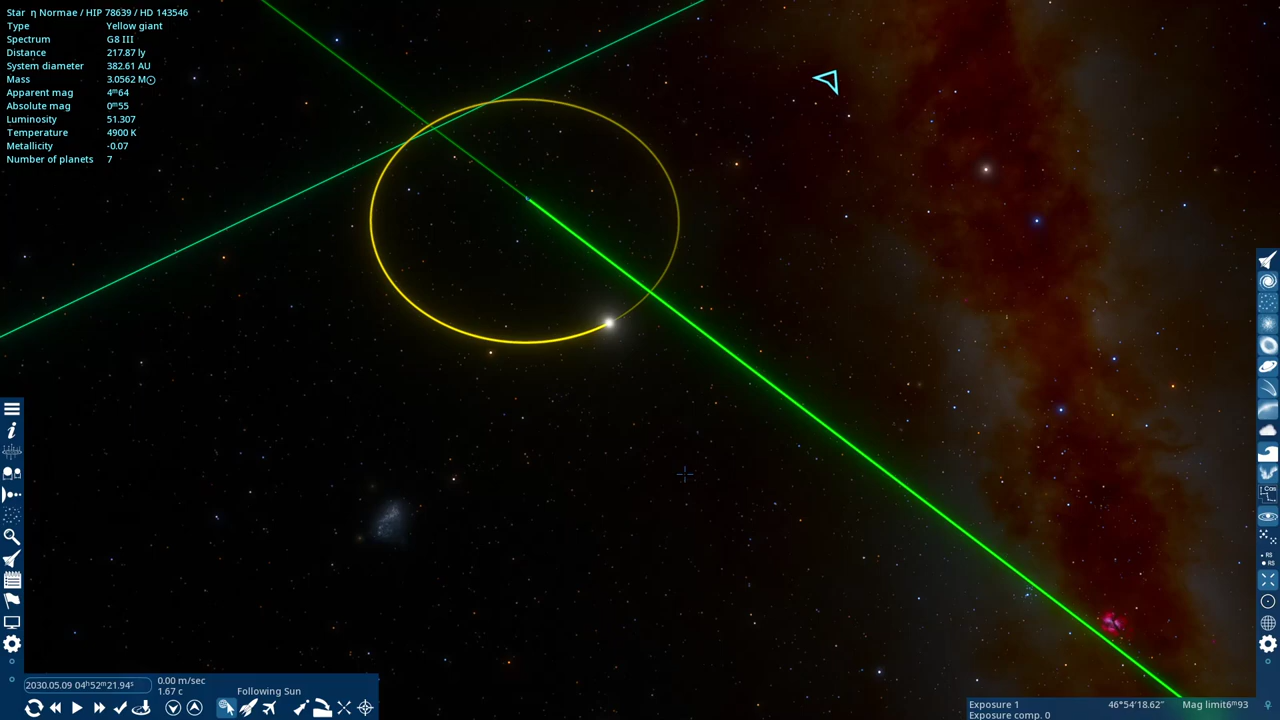 Star η Normae / HIP 78639 / HD 143546
Type Yellow giant
Spectrum G8 III
Distance 217.87 ly
System diameter 382.61 AU
Mass 3.0562 M☉
Apparent mag 4ᵐ64
Absolute mag 0ᵐ55
Luminosity 51.307
Temperature 4900 K
Metallicity -0.07
Number of planets 7
Com
RS
RS
2030.05.09 04ʰ52ᵐ21.94ˢ
0.00 m/sec
1.67 c
Following Sun
Exposure 1 46°54′18.62″ Mag limit6ᵐ93
Exposure comp. 0